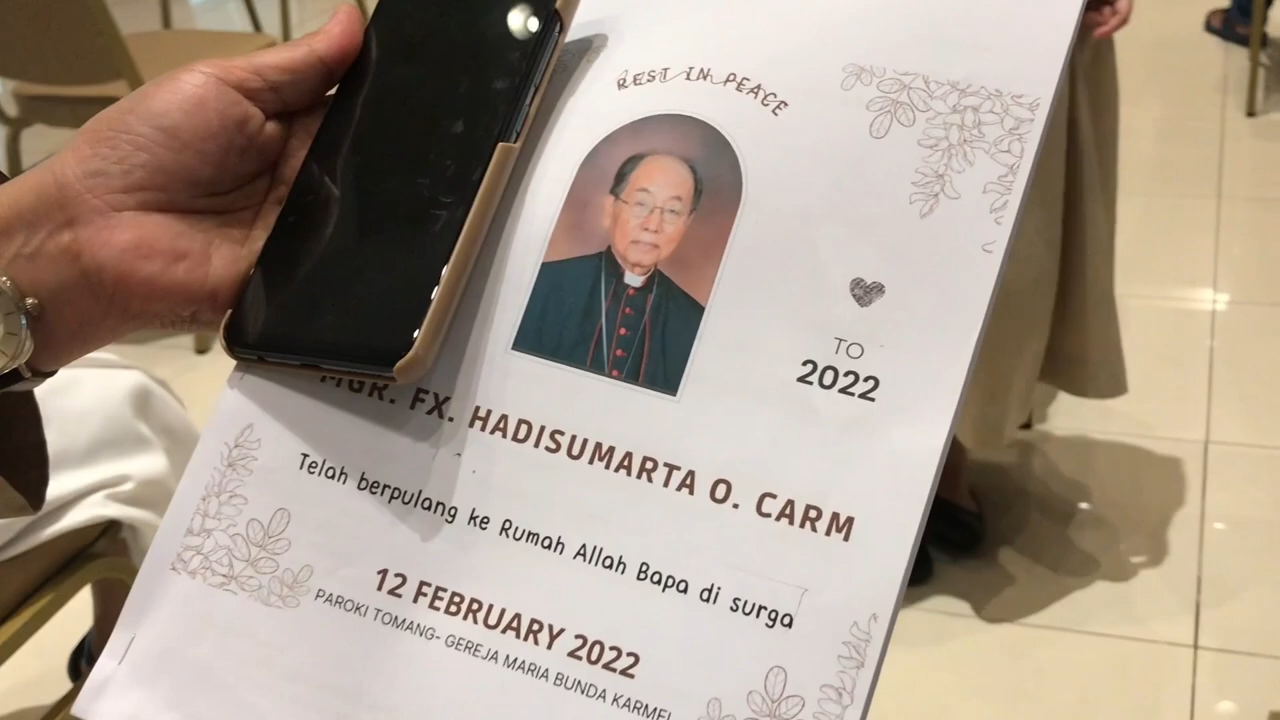 REST IN PEACE
TO
2022
MGR. FX. HADISUMARTA O. CARM
Telah berpulang ke Rumah Allah Bapa di surga
12 FEBRUARY 2022
PAROKI TOMANG- GEREJA MARIA BUNDA KARMEL